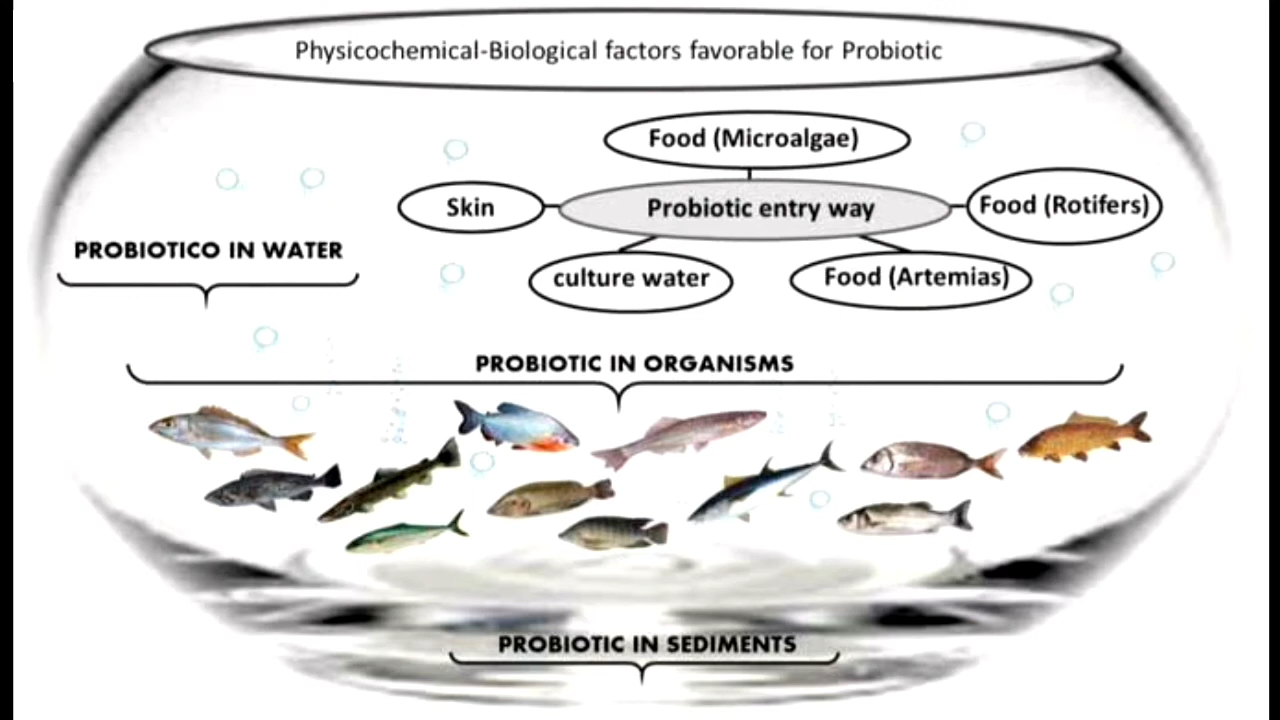 Physicochemical-Biological factors favorable for Probiotic
Food (Microalgae)
Skin
Probiotic entry way
Food (Rotifers)
culture water
Food (Artemias)
PROBIOTICO IN WATER
PROBIOTIC IN ORGANISMS
PROBIOTIC IN SEDIMENTS